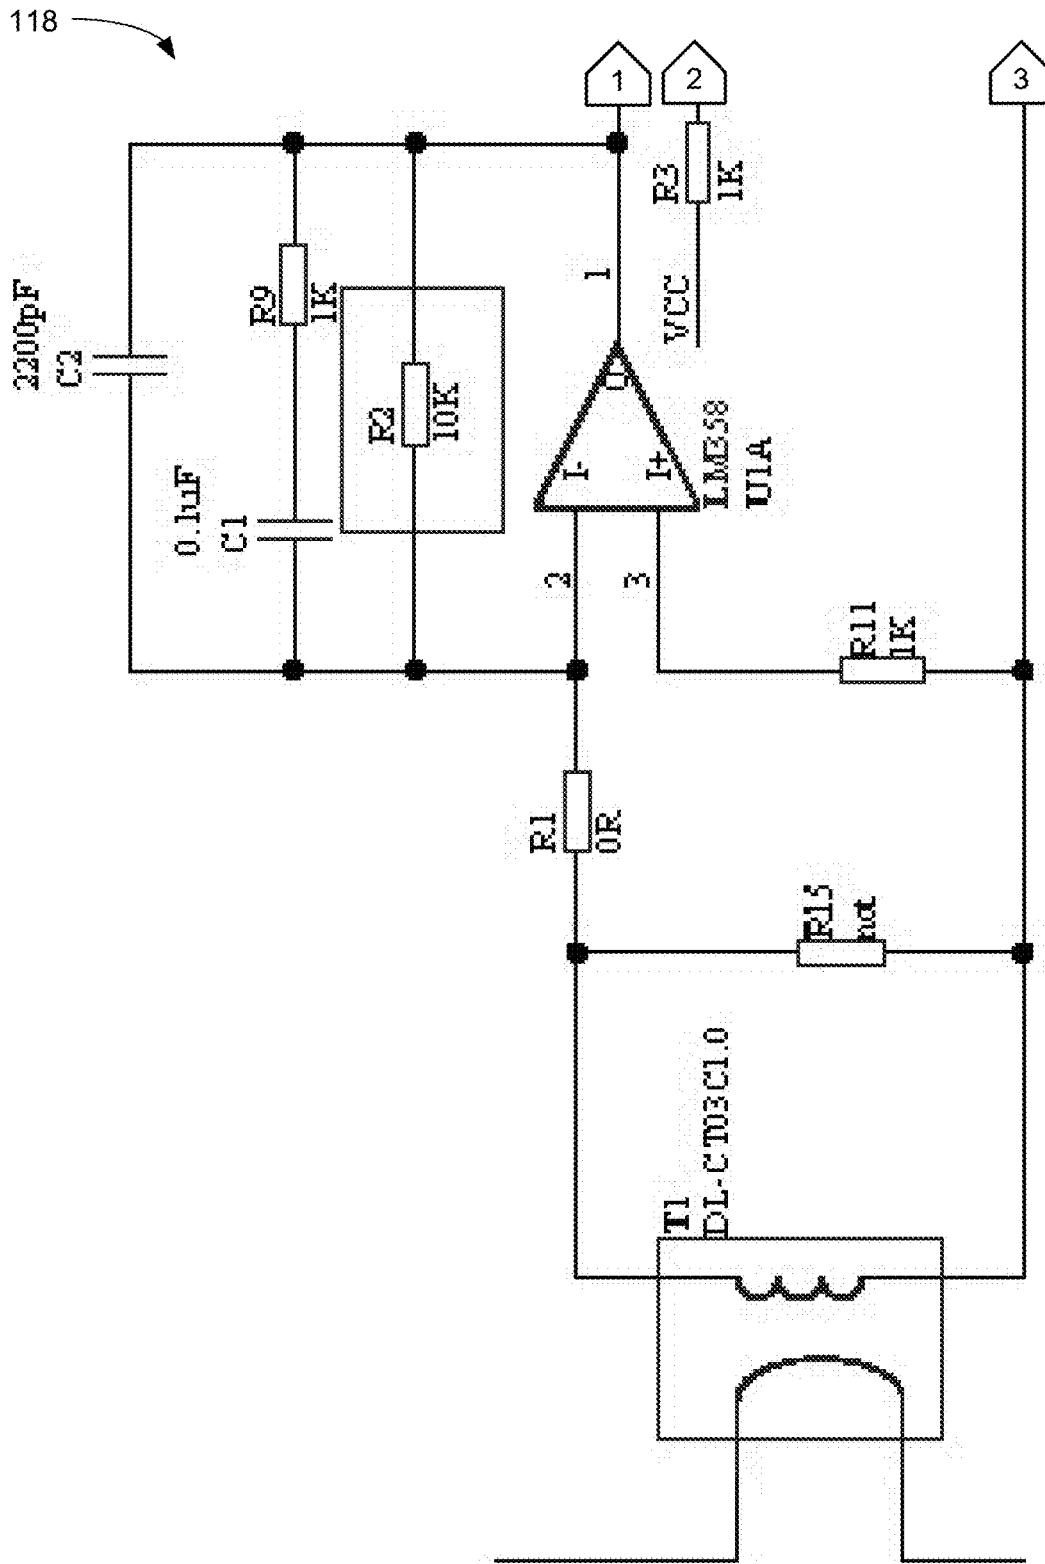 118
1
2
3
R3
1K
VCC
1
R9
1K
2200pF
C2
R2
10K
0.1uF
C1
O
I-
I+
LM358
U1A
2
3
R11
1K
R1
0R
R15
not
T1
DL-CT03C1.0